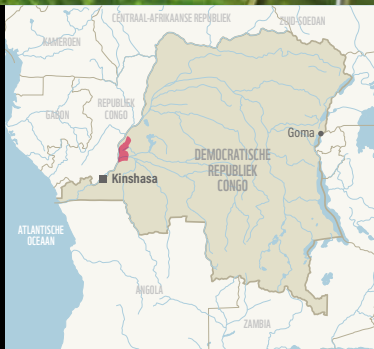 CENTRAAL-AFRIKAANSE REPUBLIEK
ZUID-SOEDAN
KAMEROEN
REPUBLIEK
CONGO
GABON
Goma
DEMOCRATISCHE
REPUBLIEK
CONGO
Kinshasa
ATLANTISCHE
OCEAAN
ANGOLA
ZAMBIA